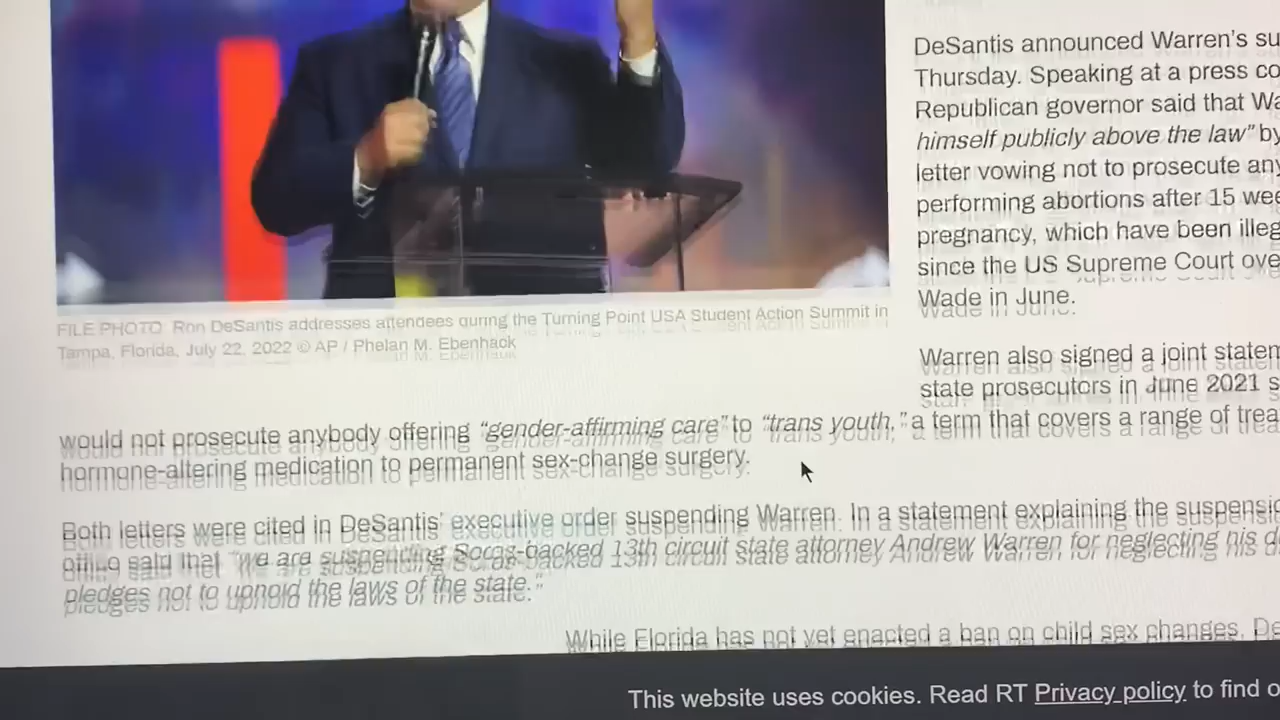 DeSantis announced Warren's su
Thursday. Speaking at a press co
Republican governor said that Wa
himself publicly above the law" by
letter vowing not to prosecute any
performing abortions after 15 wee
pregnancy, which have been illeg
since the US Supreme Court ove
Wade in June.
FILE PHOTO: Ron DeSantis addresses attendees during the Turning Point USA Student Action Summit in
Tampa, Florida, July 22, 2022 © AP / Phelan M. Ebenhack
Warren also signed a joint statem
state prosecutors in June 2021 s
would not prosecute anybody offering "gender-affirming care" to "trans youth," a term that covers a range of trea
hormone-altering medication to permanent sex-change surgery.
Both letters were cited in DeSantis' executive order suspending Warren. In a statement explaining the suspensio
office said that "we are suspending Soros-backed 13th circuit state attorney Andrew Warren for neglecting his d
pledges not to uphold the laws of the state."
While Florida has not yet enacted a ban on child sex changes, De
This website uses cookies. Read RT Privacy policy to find o